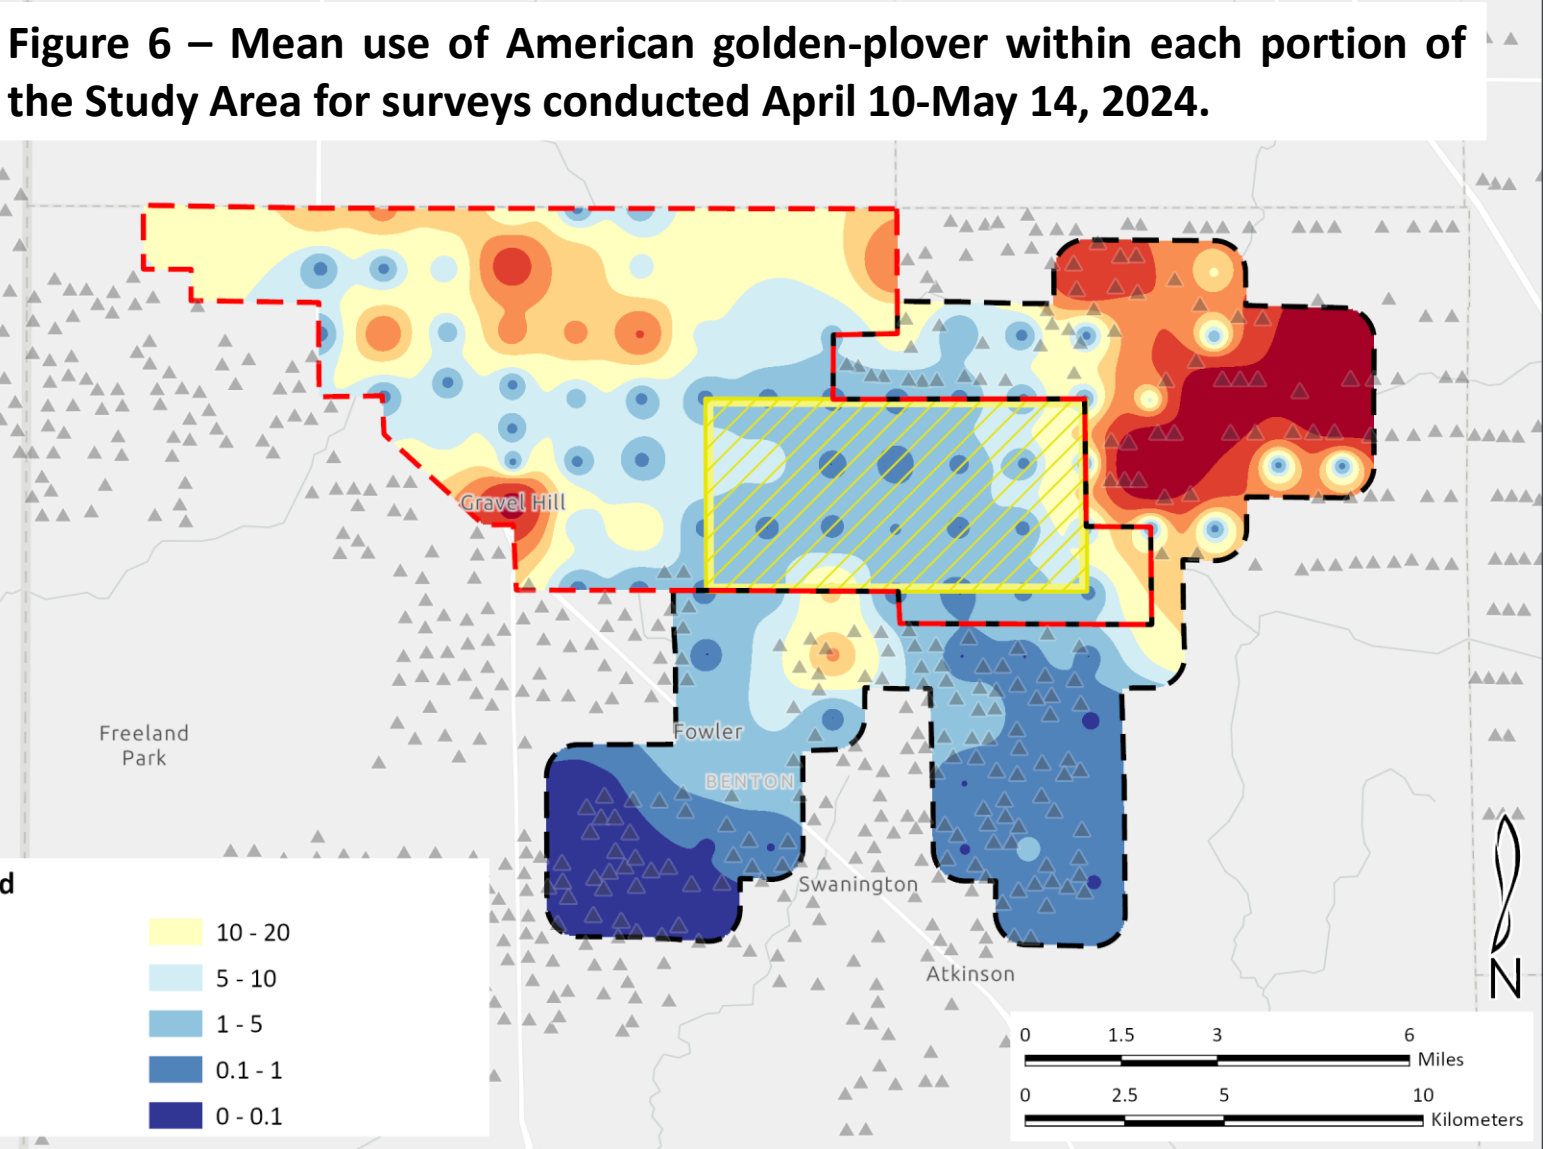 Figure 6 – Mean use of American golden-plover within each portion of
the Study Area for surveys conducted April 10-May 14, 2024.
Gravel Hill
Freeland
Park
Fowler
BENTON
Swanington
Atkinson
d
10 - 20
5 - 10
1 - 5
0.1 - 1
0 - 0.1
N
0 1.5 3 6
Miles
0 2.5 5 10
Kilometers